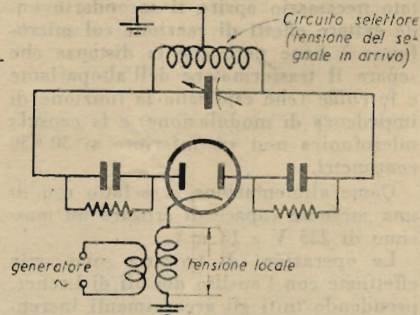 Circuito selettore
(tensione del se-
gnale in arrivo)
generatore
~
tensione locale